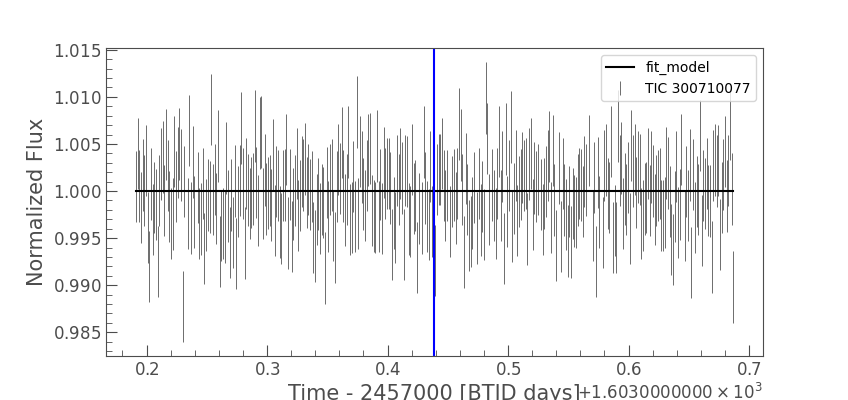 1.015
1.010
1.005
1.000
0.995
0.990
0.985
Normalized Flux
fit_model
TIC 300710077
0.2 0.3 0.4 0.5 0.6 0.7
Time - 2457000 [BTJD days]
+1.6030000000 × 10³